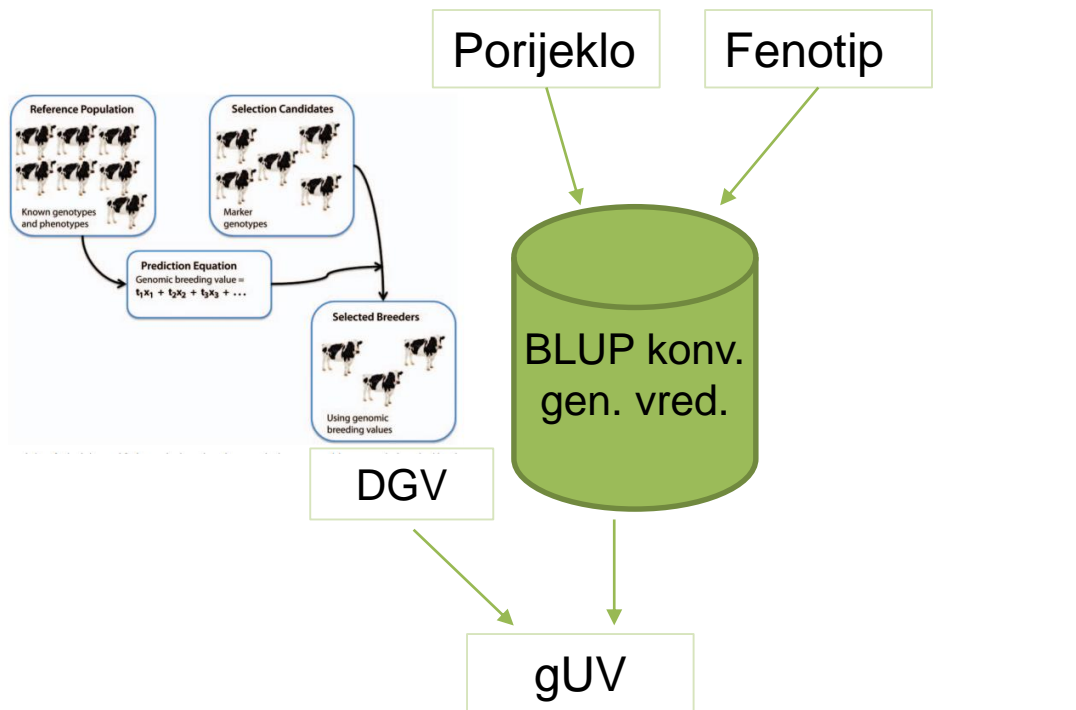 Porijeklo
Fenotip
Reference Population
Known genotypes
and phenotypes
Selection Candidates
Marker
genotypes
Prediction Equation
Genomic breeding value =
t₁x₁ + t₂x₂ + t₃x₃ + ...
Selected Breeders
Using genomic
breeding values
BLUP konv.
gen. vred.
DGV
gUV